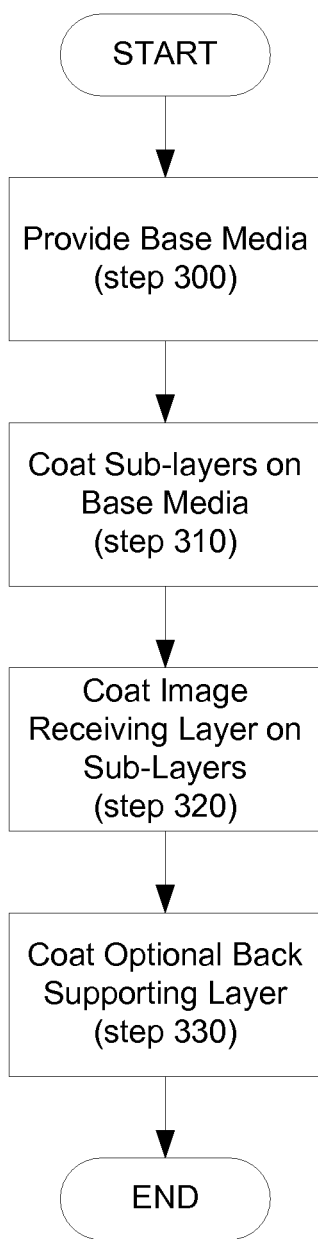 START
Provide Base Media
(step 300)
Coat Sub-layers on
Base Media
(step 310)
Coat Image
Receiving Layer on
Sub-Layers
(step 320)
Coat Optional Back
Supporting Layer
(step 330)
END